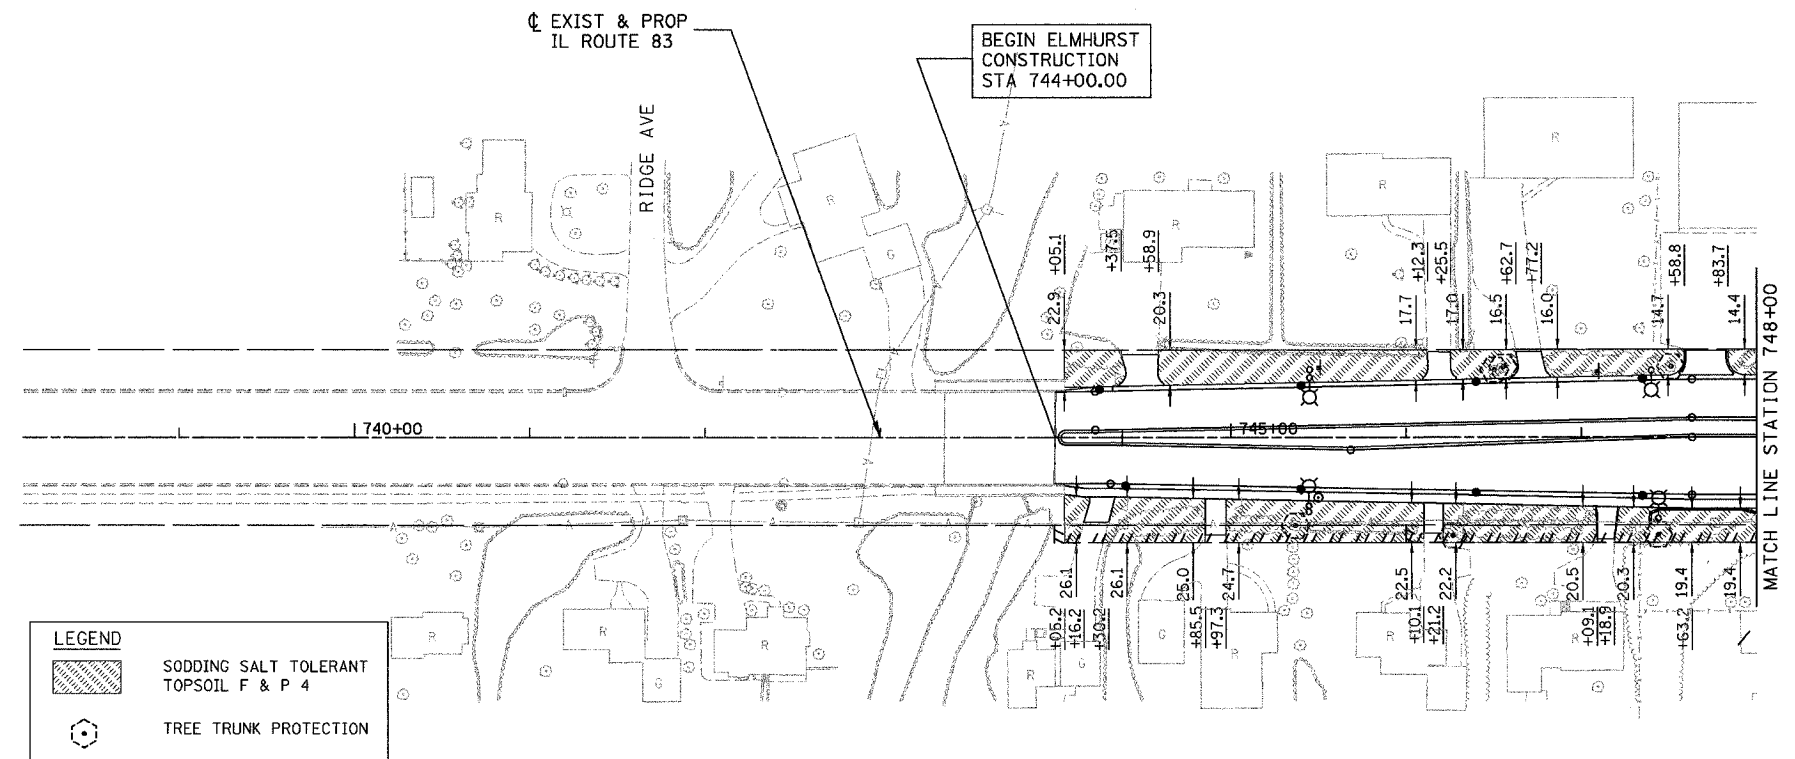 ℄ EXIST & PROP
IL ROUTE 83
BEGIN ELMHURST
CONSTRUCTION
STA 744+00.00
RIDGE AVE
R
R
G
R
R
R
+05.1
+37.5
+58.9
+12.3
+25.5
+62.7
+77.2
+58.8
+83.7
22.9
20.3
17.7
17.0
16.5
16.0
14.7
14.4
740+00
745+00
MATCH LINE STATION 748+00
A
A
A
A
A
26.1
26.1
25.0
24.7
22.5
22.2
20.5
20.3
19.4
19.4
+05.2
+16.2
+30.2
+85.5
+97.3
+10.1
+21.2
+09.1
+18.9
+63.2
R
R
G
R
R
G
G
R
R
R
LEGEND
SODDING SALT TOLERANT
TOPSOIL F & P 4
TREE TRUNK PROTECTION